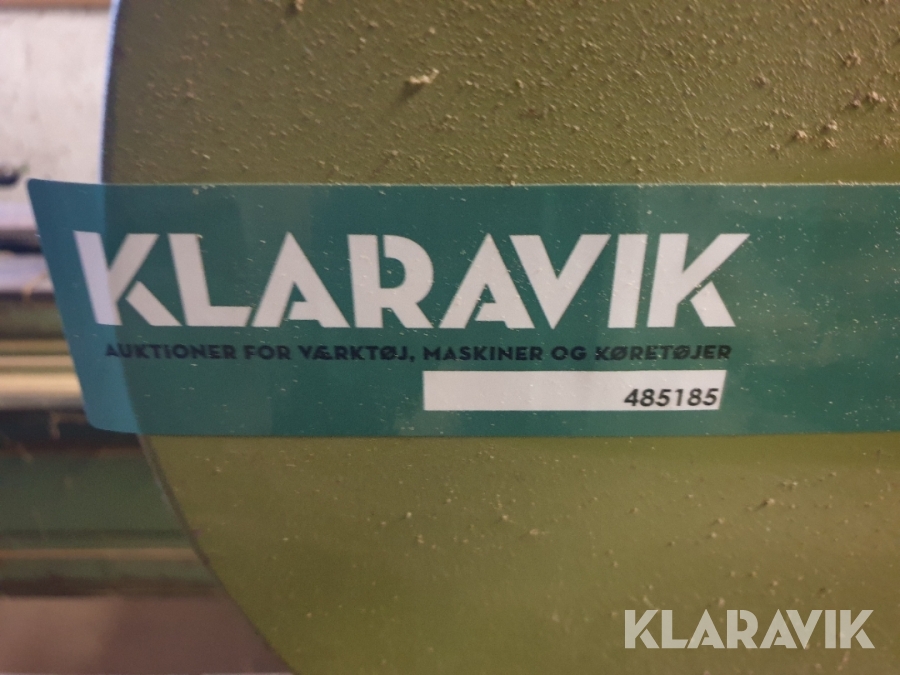 KLARAVIK
AUKTIONER FOR VÆRKTØJ, MASKINER OG KØRETØJER
485185
KLARAVIK